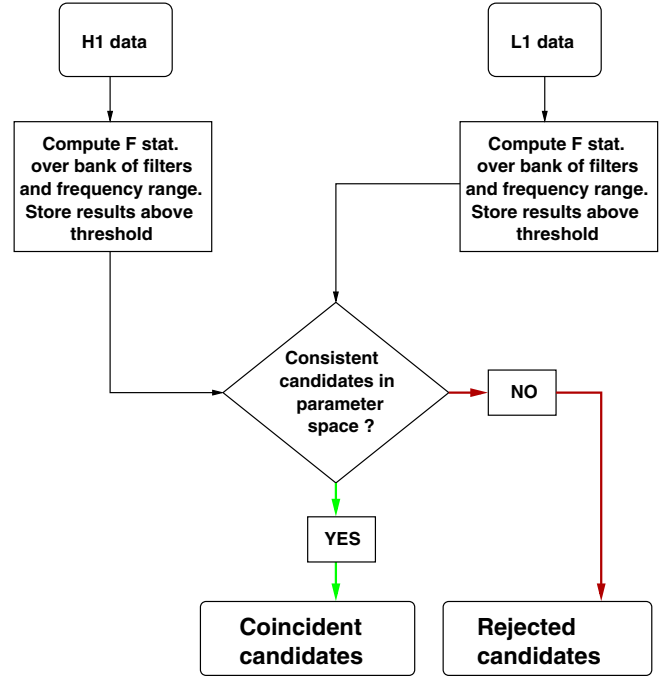 H1 data
L1 data
Compute F stat.
over bank of filters
and frequency range.
Store results above
threshold
Compute F stat.
over bank of filters
and frequency range.
Store results above
threshold
Consistent
candidates in
parameter
space ?
NO
YES
Coincident
candidates
Rejected
candidates